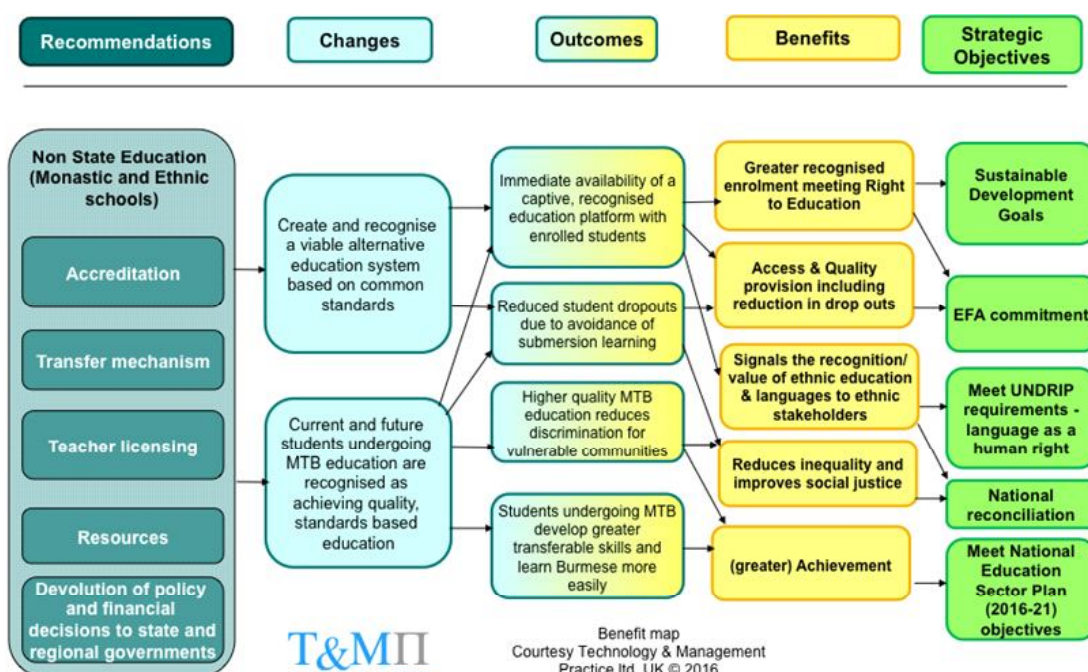 Recommendations
Changes
Outcomes
Benefits
Strategic
Objectives
Non State Education
(Monastic and Ethnic
schools)
Accreditation
Transfer mechanism
Teacher licensing
Resources
Devolution of policy
and financial
decisions to state and
regional governments
Create and recognise
a viable alternative
education system
based on common
standards
Current and future
students undergoing
MTB education are
recognised as
achieving quality,
standards based
education
Immediate availability of a
captive, recognised
education platform with
enrolled students
Reduced student dropouts
due to avoidance of
submersion learning
Higher quality MTB
education reduces
discrimination for
vulnerable communities
Students undergoing MTB
develop greater
transferable skills and
learn Burmese more
easily
Greater recognised
enrolment meeting Right
to Education
Access & Quality
provision including
reduction in drop outs
Signals the recognition/
value of ethnic education
& languages to ethnic
stakeholders
Reduces inequality and
improves social justice
(greater) Achievement
Sustainable
Development
Goals
EFA commitment
Meet UNDRIP
requirements -
language as a
human right
National
reconciliation
Meet National
Education
Sector Plan
(2016-21)
objectives
T&MΠ
Benefit map
Courtesy Technology & Management
Practice ltd, UK © 2016